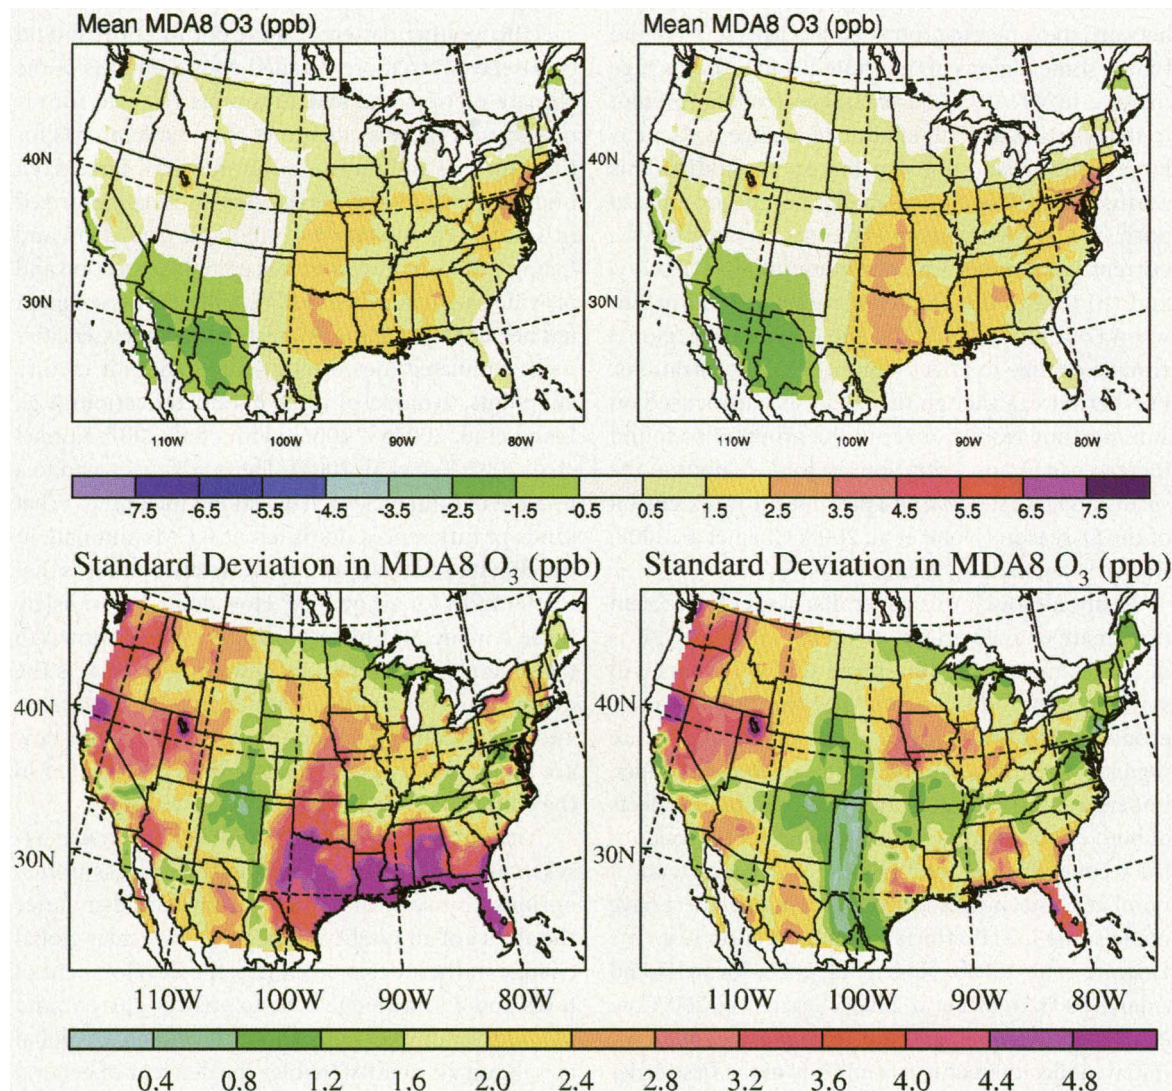 Mean MDA8 O3 (ppb)
Mean MDA8 O3 (ppb)
40N
30N
110W 100W 90W 80W
40N
30N
110W 100W 90W 80W
-7.5 -6.5 -5.5 -4.5 -3.5 -2.5 -1.5 -0.5 0.5 1.5 2.5 3.5 4.5 5.5 6.5 7.5
Standard Deviation in MDA8 O3 (ppb)
Standard Deviation in MDA8 O3 (ppb)
40N
30N
110W 100W 90W 80W
40N
30N
110W 100W 90W 80W
0.4 0.8 1.2 1.6 2.0 2.4 2.8 3.2 3.6 4.0 4.4 4.8